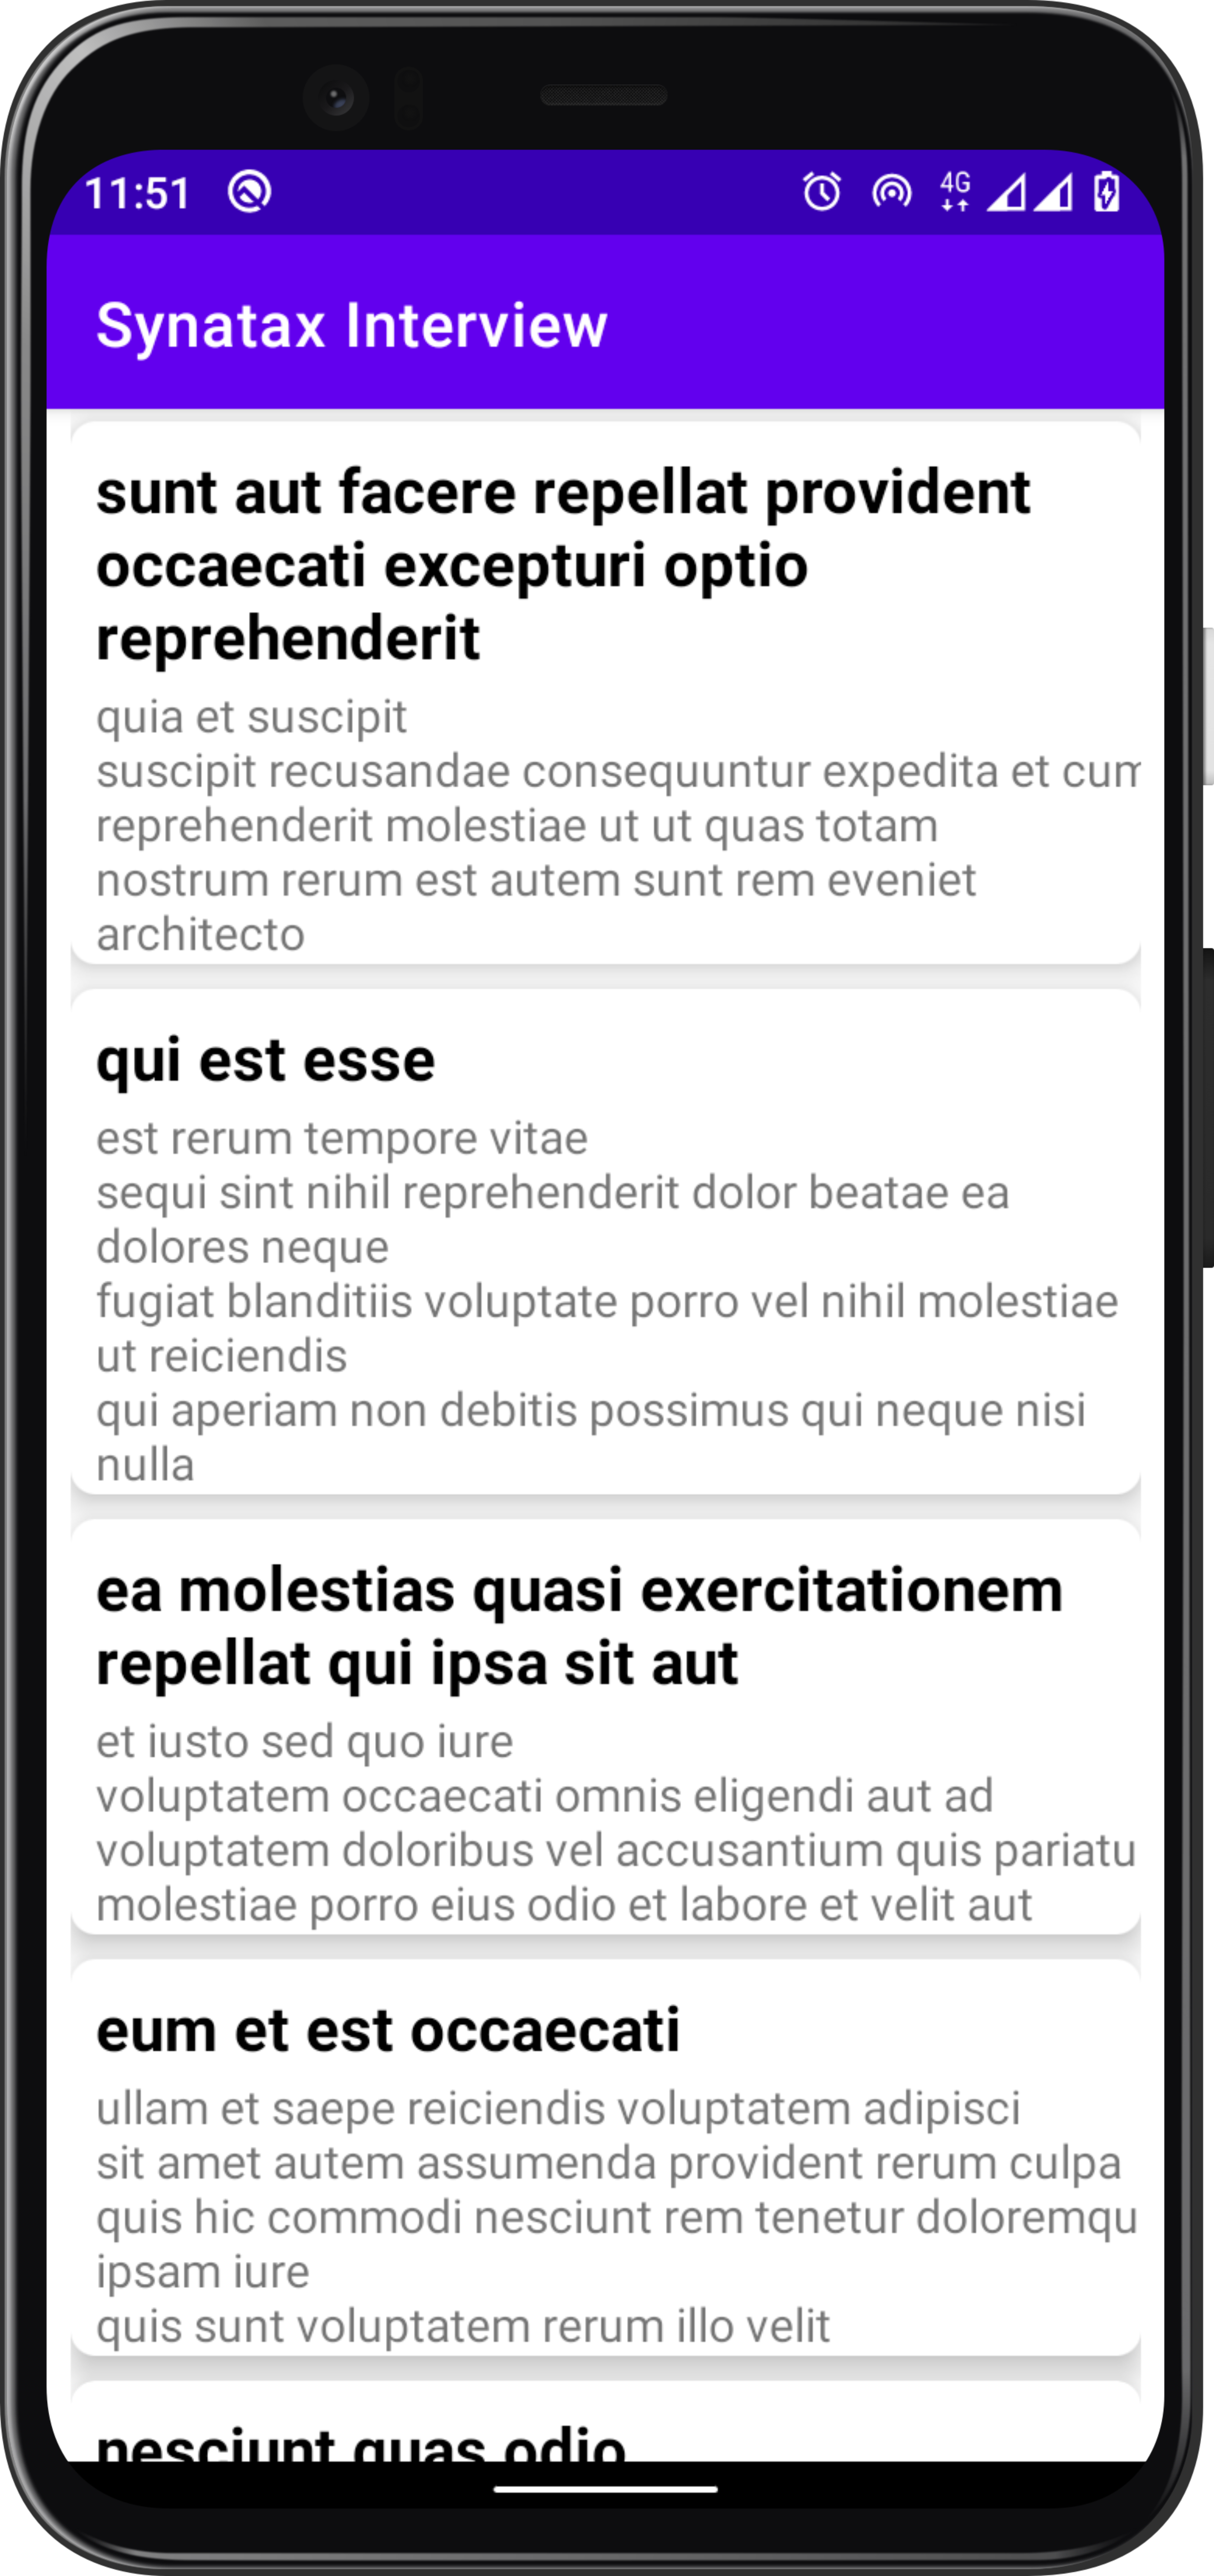 11:51
4G
Synatax Interview
sunt aut facere repellat provident
occaecati excepturi optio
reprehenderit
quia et suscipit
suscipit recusandae consequuntur expedita et cum
reprehenderit molestiae ut ut quas totam
nostrum rerum est autem sunt rem eveniet
architecto
qui est esse
est rerum tempore vitae
sequi sint nihil reprehenderit dolor beatae ea
dolores neque
fugiat blanditiis voluptate porro vel nihil molestiae
ut reiciendis
qui aperiam non debitis possimus qui neque nisi
nulla
ea molestias quasi exercitationem
repellat qui ipsa sit aut
et iusto sed quo iure
voluptatem occaecati omnis eligendi aut ad
voluptatem doloribus vel accusantium quis pariatu
molestiae porro eius odio et labore et velit aut
eum et est occaecati
ullam et saepe reiciendis voluptatem adipisci
sit amet autem assumenda provident rerum culpa
quis hic commodi nesciunt rem tenetur doloremqu
ipsam iure
quis sunt voluptatem rerum illo velit
nesciunt quas odio